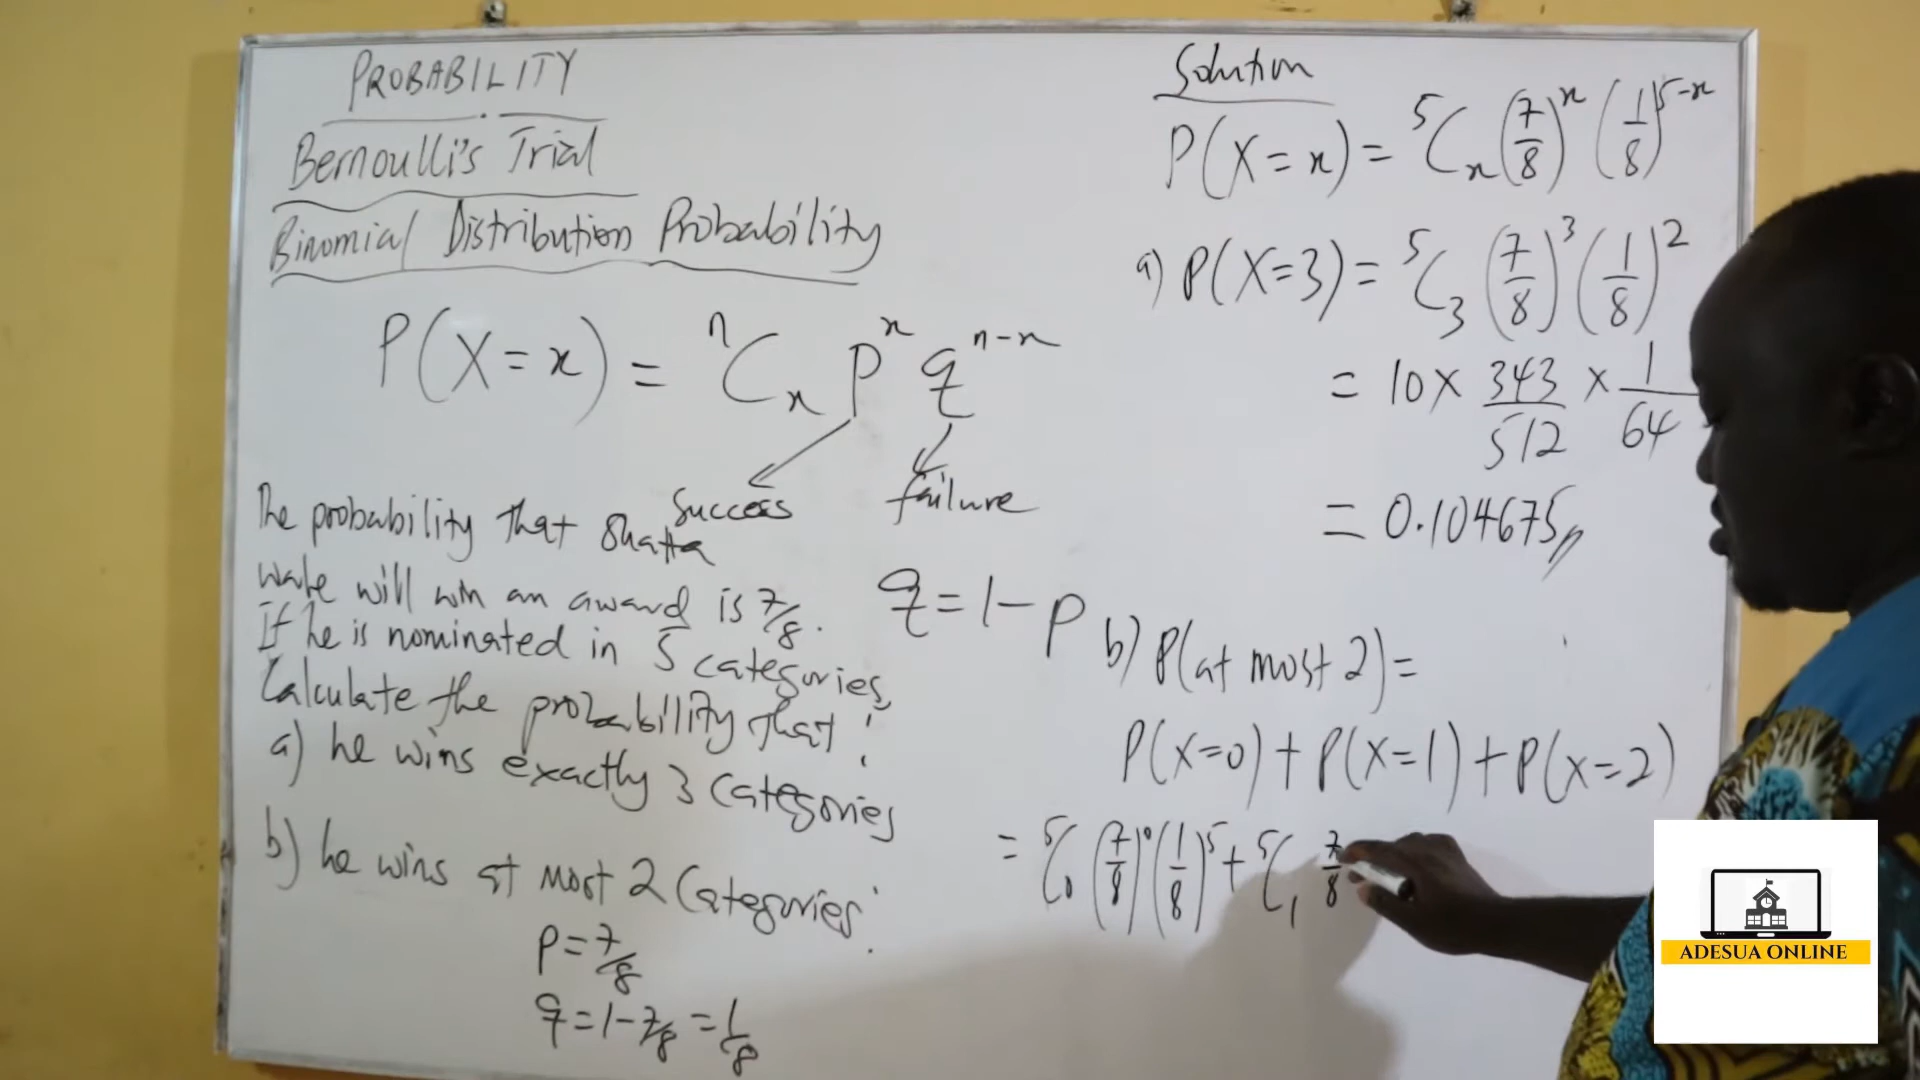 PROBABILITY
Bernoulli's Trial
Binomial Distribution Probability
P(X=x) = ⁿCₓ pˣ qⁿ⁻ˣ
success
failure
The probability that Shatta
wale will win an award is 7/8.
If he is nominated in 5 categories,
Calculate the probability that:
a) he wins exactly 3 categories
b) he wins at most 2 categories.
p = 7/8
q = 1 - 7/8 = 1/8
q = 1 - p
Solution
P(X=x) = ⁵Cₓ (7/8)ˣ (1/8)⁵⁻ˣ
a) P(X=3) = ⁵C₃ (7/8)³ (1/8)²
= 10 × 343/512 × 1/64
= 0.104675
b) P(at most 2) =
P(X=0) + P(X=1) + P(X=2)
= ⁵C₀ (7/8)⁰ (1/8)⁵ + ⁵C₁ 7/8
ADESUA ONLINE